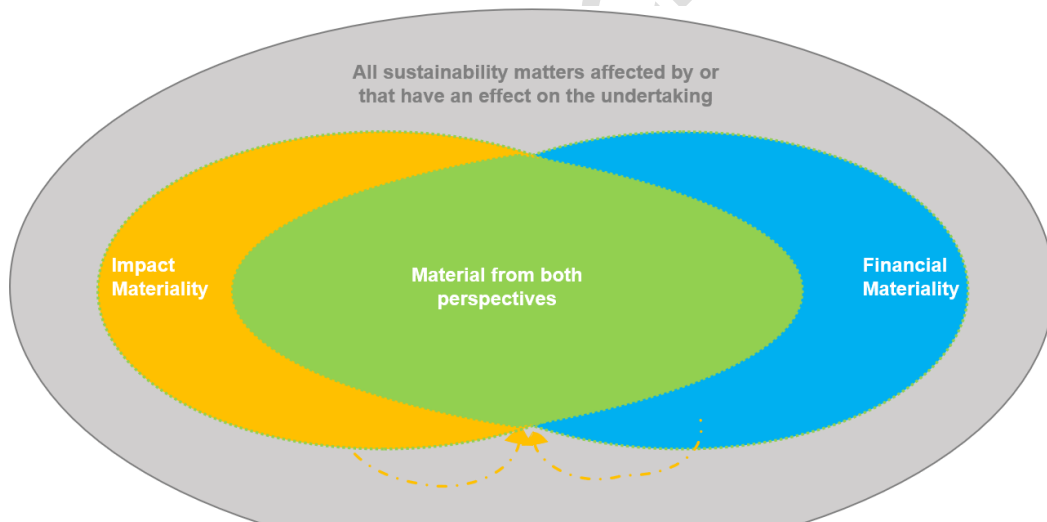 All sustainability matters affected by or
that have an effect on the undertaking
Impact
Materiality
Material from both
perspectives
Financial
Materiality